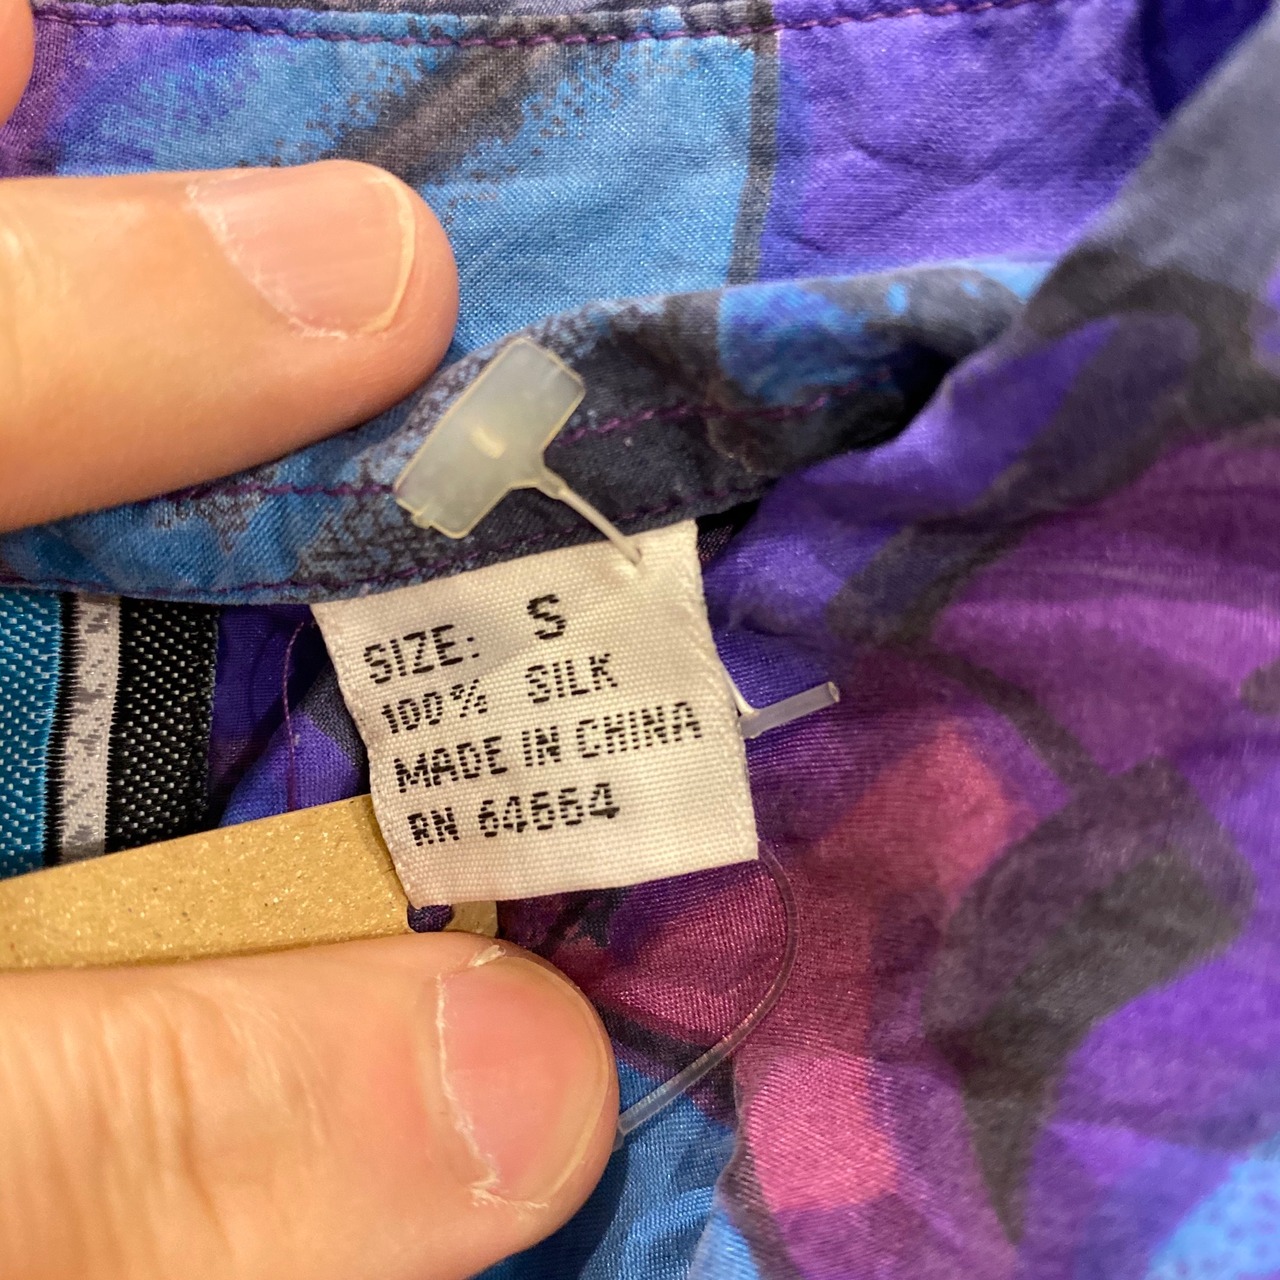 SIZE: S
100% SILK
MADE IN CHINA
RN 64664